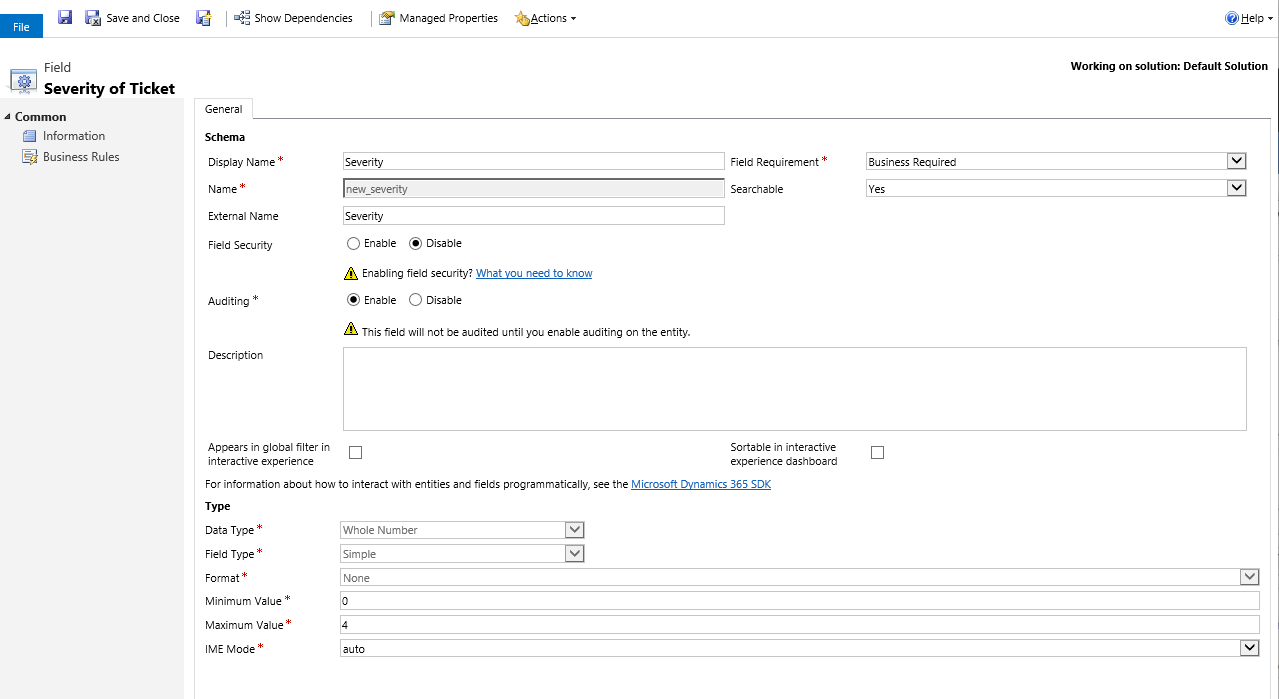 File Save and Close Show Dependencies Managed Properties Actions Help
Field
Severity of Ticket
Working on solution: Default Solution
Common
Information
Business Rules
General
Schema
Display Name * Severity Field Requirement * Business Required
Name * new_severity Searchable Yes
External Name Severity
Field Security Enable Disable
Enabling field security? What you need to know
Auditing * Enable Disable
This field will not be audited until you enable auditing on the entity.
Description
Appears in global filter in
interactive experience
Sortable in interactive
experience dashboard
For information about how to interact with entities and fields programmatically, see the Microsoft Dynamics 365 SDK
Type
Data Type * Whole Number
Field Type * Simple
Format * None
Minimum Value * 0
Maximum Value * 4
IME Mode * auto